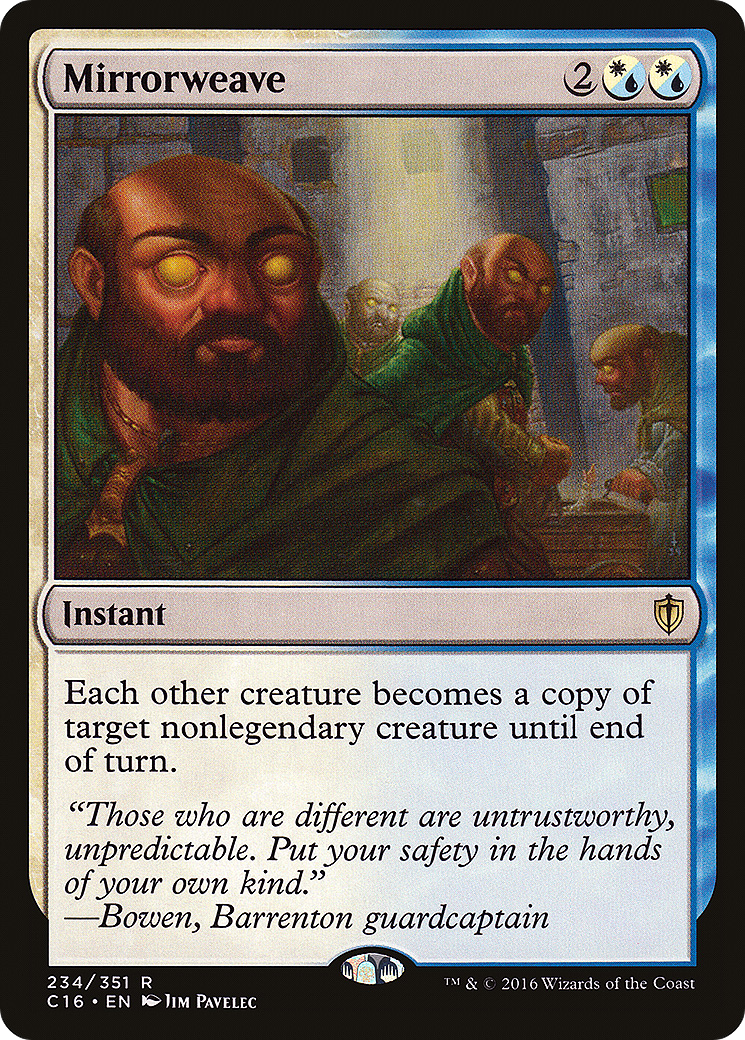 Mirrorweave
2
Instant
Each other creature becomes a copy of
target nonlegendary creature until end
of turn.
“Those who are different are untrustworthy,
unpredictable. Put your safety in the hands
of your own kind.”
—Bowen, Barrenton guardcaptain
234/351 R
C16 • EN JIM PAVELEC
™ & © 2016 Wizards of the Coast